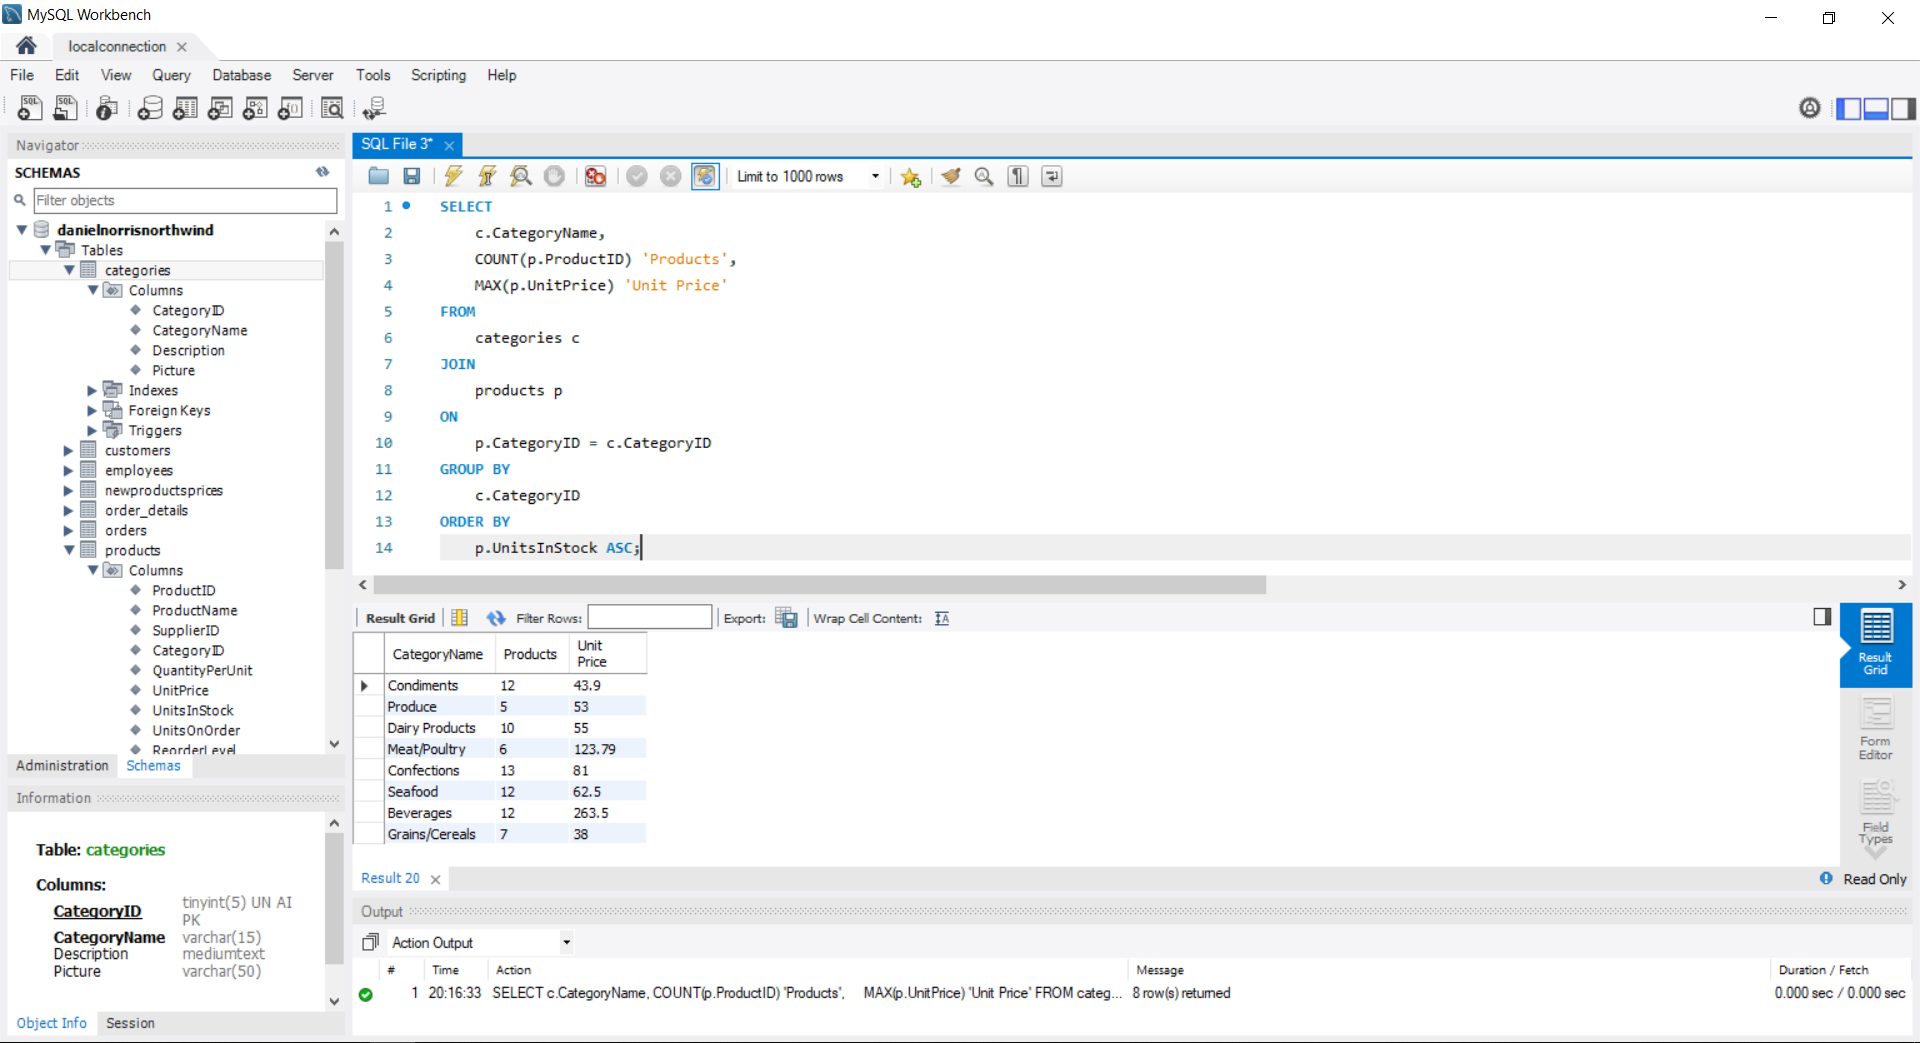 MySQL Workbench
localconnection
File Edit View Query Database Server Tools Scripting Help
Navigator
SCHEMAS
Filter objects
danielnorrisnorthwind
Tables
categories
Columns
CategoryID
CategoryName
Description
Picture
Indexes
Foreign Keys
Triggers
customers
employees
newproductsprices
order_details
orders
products
Columns
ProductID
ProductName
SupplierID
CategoryID
QuantityPerUnit
UnitPrice
UnitsInStock
UnitsOnOrder
ReorderLevel
Administration Schemas
Information
Table: categories
Columns:
CategoryID tinyint(5) UN AI
PK
CategoryName varchar(15)
Description mediumtext
Picture varchar(50)
Object Info Session
SQL File 3*
Limit to 1000 rows
1 SELECT
2 c.CategoryName,
3 COUNT(p.ProductID) 'Products',
4 MAX(p.UnitPrice) 'Unit Price'
5 FROM
6 categories c
7 JOIN
8 products p
9 ON
10 p.CategoryID = c.CategoryID
11 GROUP BY
12 c.CategoryID
13 ORDER BY
14 p.UnitsInStock ASC;
Result Grid Filter Rows: Export: Wrap Cell Content:
CategoryName Products Unit Price
Condiments 12 43.9
Produce 5 53
Dairy Products 10 55
Meat/Poultry 6 123.79
Confections 13 81
Seafood 12 62.5
Beverages 12 263.5
Grains/Cereals 7 38
Result
Grid
Form
Editor
Field
Types
Result 20
Read Only
Output
Action Output
# Time Action Message Duration / Fetch
1 20:16:33 SELECT c.CategoryName, COUNT(p.ProductID) 'Products', MAX(p.UnitPrice) 'Unit Price' FROM categ... 8 row(s) returned 0.000 sec / 0.000 sec